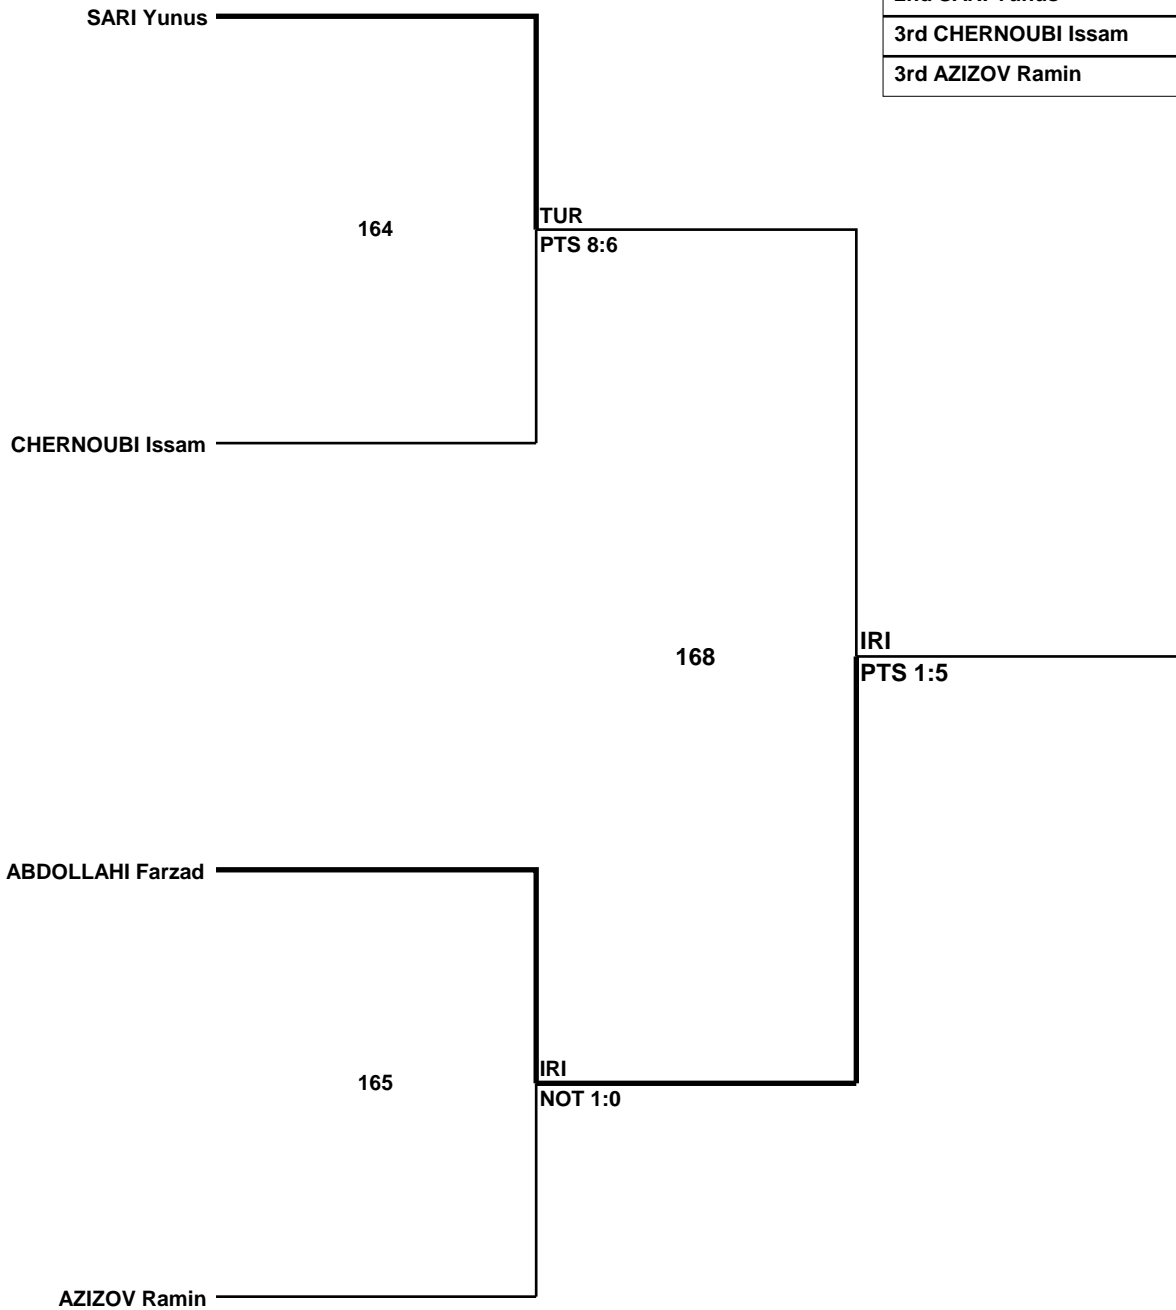 SARI Yunus
3rd CHERNOUBI Issam
3rd AZIZOV Ramin
TUR
164
PTS 8:6
CHERNOUBI Issam
IRI
168
PTS 1:5
ABDOLLAHI Farzad
IRI
165
NOT 1:0
AZIZOV Ramin